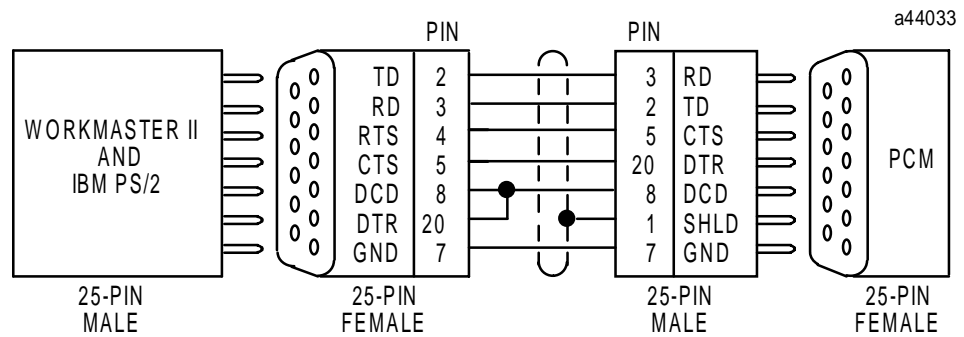 a44033
PIN PIN
TD 2 3 RD
RD 3 2 TD
RTS 4 5 CTS
CTS 5 20 DTR
DCD 8 8 DCD
DTR 20 1 SHLD
GND 7 7 GND
WORKMASTER II
AND
IBM PS/2
PCM
25-PIN 25-PIN 25-PIN 25-PIN
MALE FEMALE MALE FEMALE